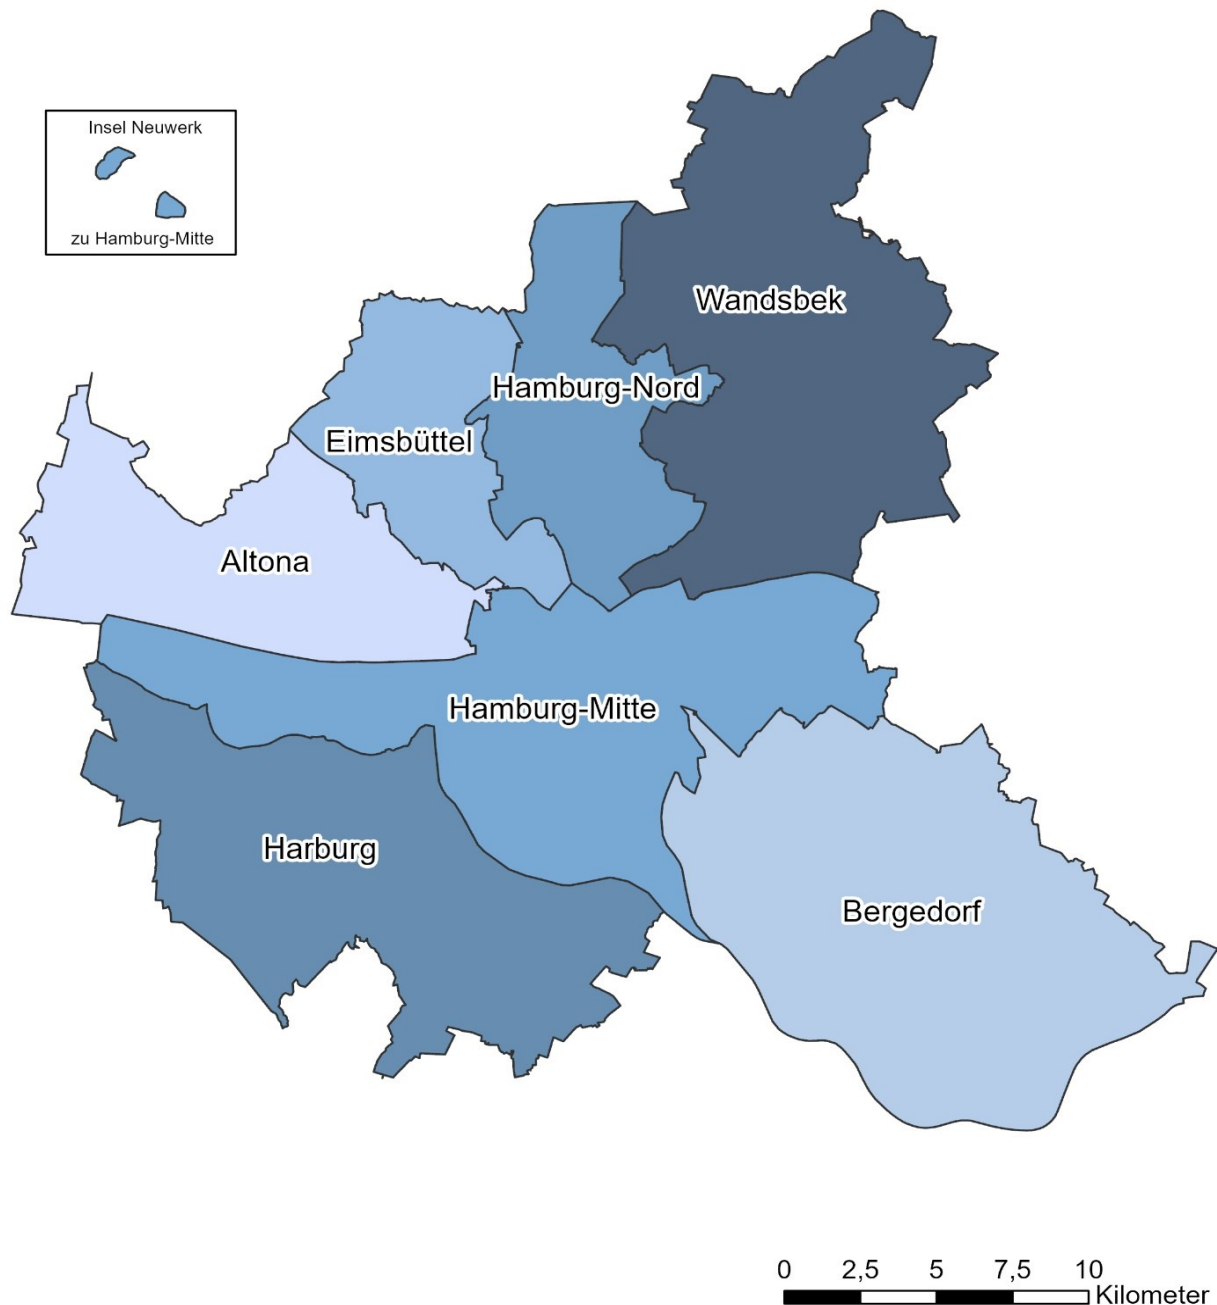 Insel Neuwerk
zu Hamburg-Mitte
Wandsbek
Hamburg-Nord
Eimsbüttel
Altona
Hamburg-Mitte
Harburg
Bergedorf
0 2,5 5 7,5 10
Kilometer